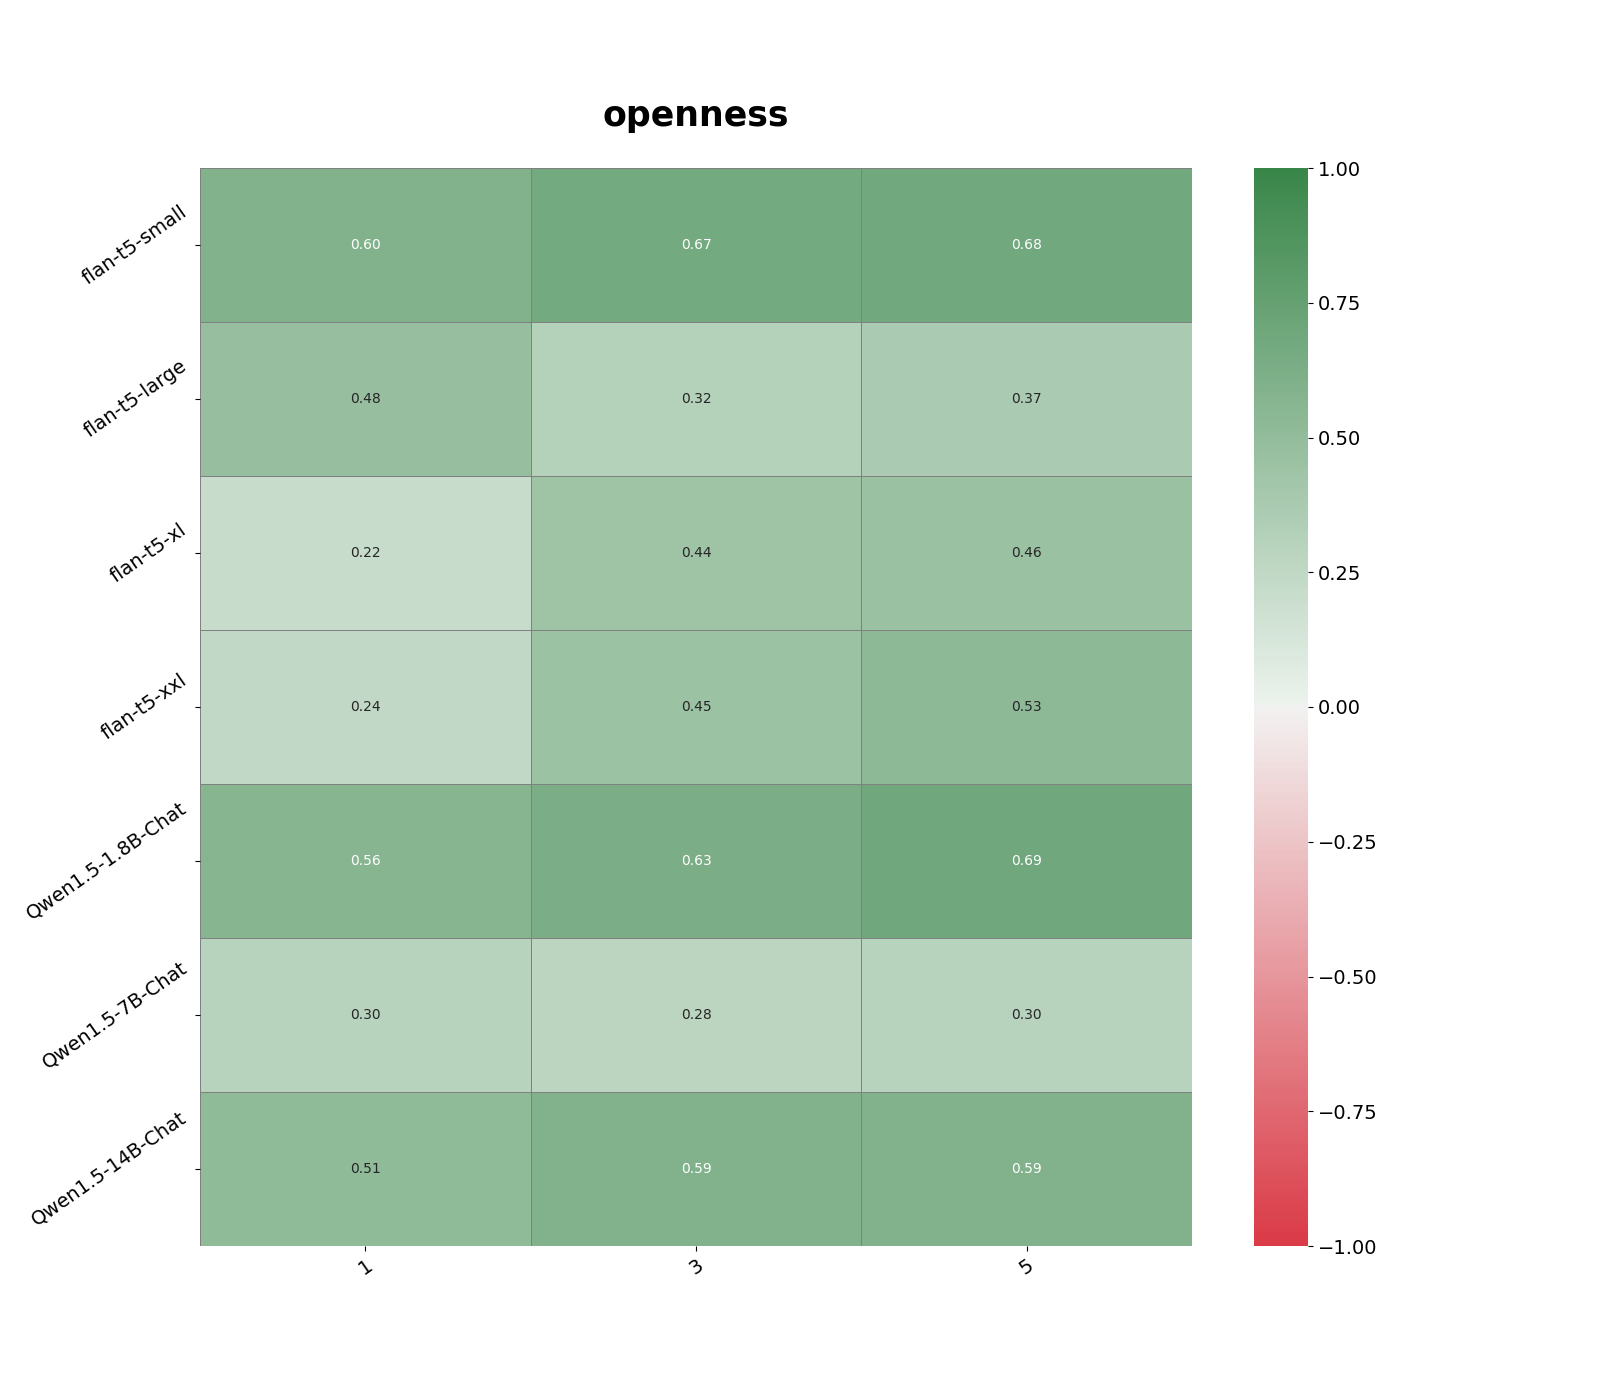 openness
flan-t5-small 0.60 0.67 0.68
flan-t5-large 0.48 0.32 0.37
flan-t5-xl 0.22 0.44 0.46
flan-t5-xxl 0.24 0.45 0.53
Qwen1.5-1.8B-Chat 0.56 0.63 0.69
Qwen1.5-7B-Chat 0.30 0.28 0.30
Qwen1.5-14B-Chat 0.51 0.59 0.59
1 3 5
1.00
0.75
0.50
0.25
0.00
−0.25
−0.50
−0.75
−1.00